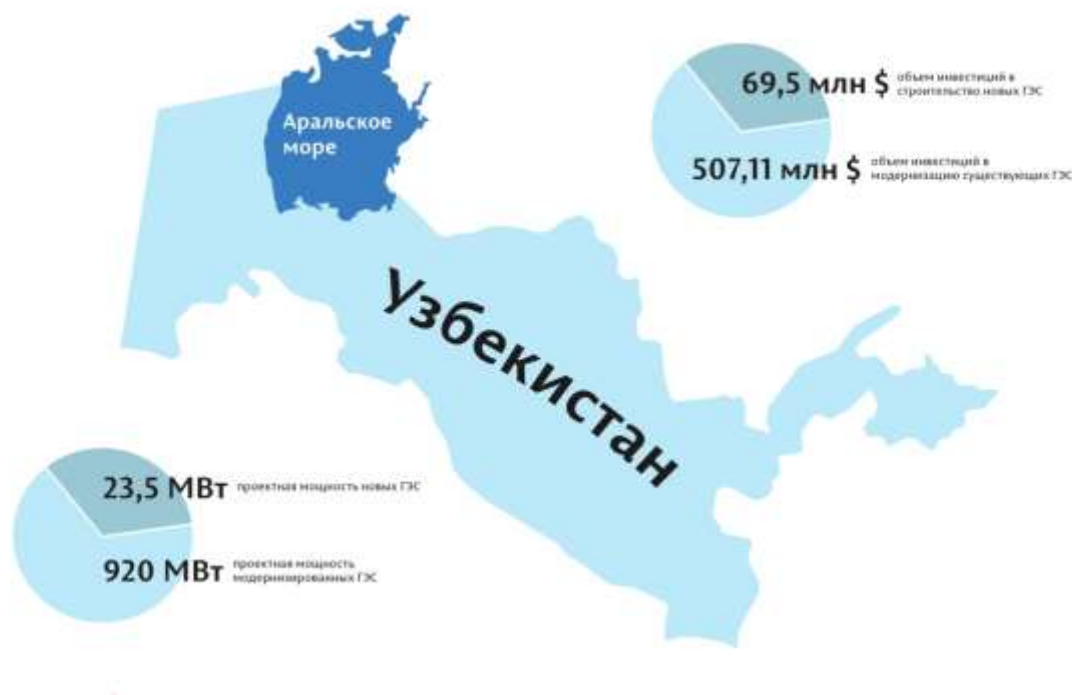 Аральское
море
69,5 млн $
объем инвестиций в
строительство новых ГЭС
507,11 млн $
объем инвестиций в
модернизацию существующих ГЭС
Узбекистан
23,5 МВт
проектная мощность новых ГЭС
920 МВт
проектная мощность
модернизированных ГЭС